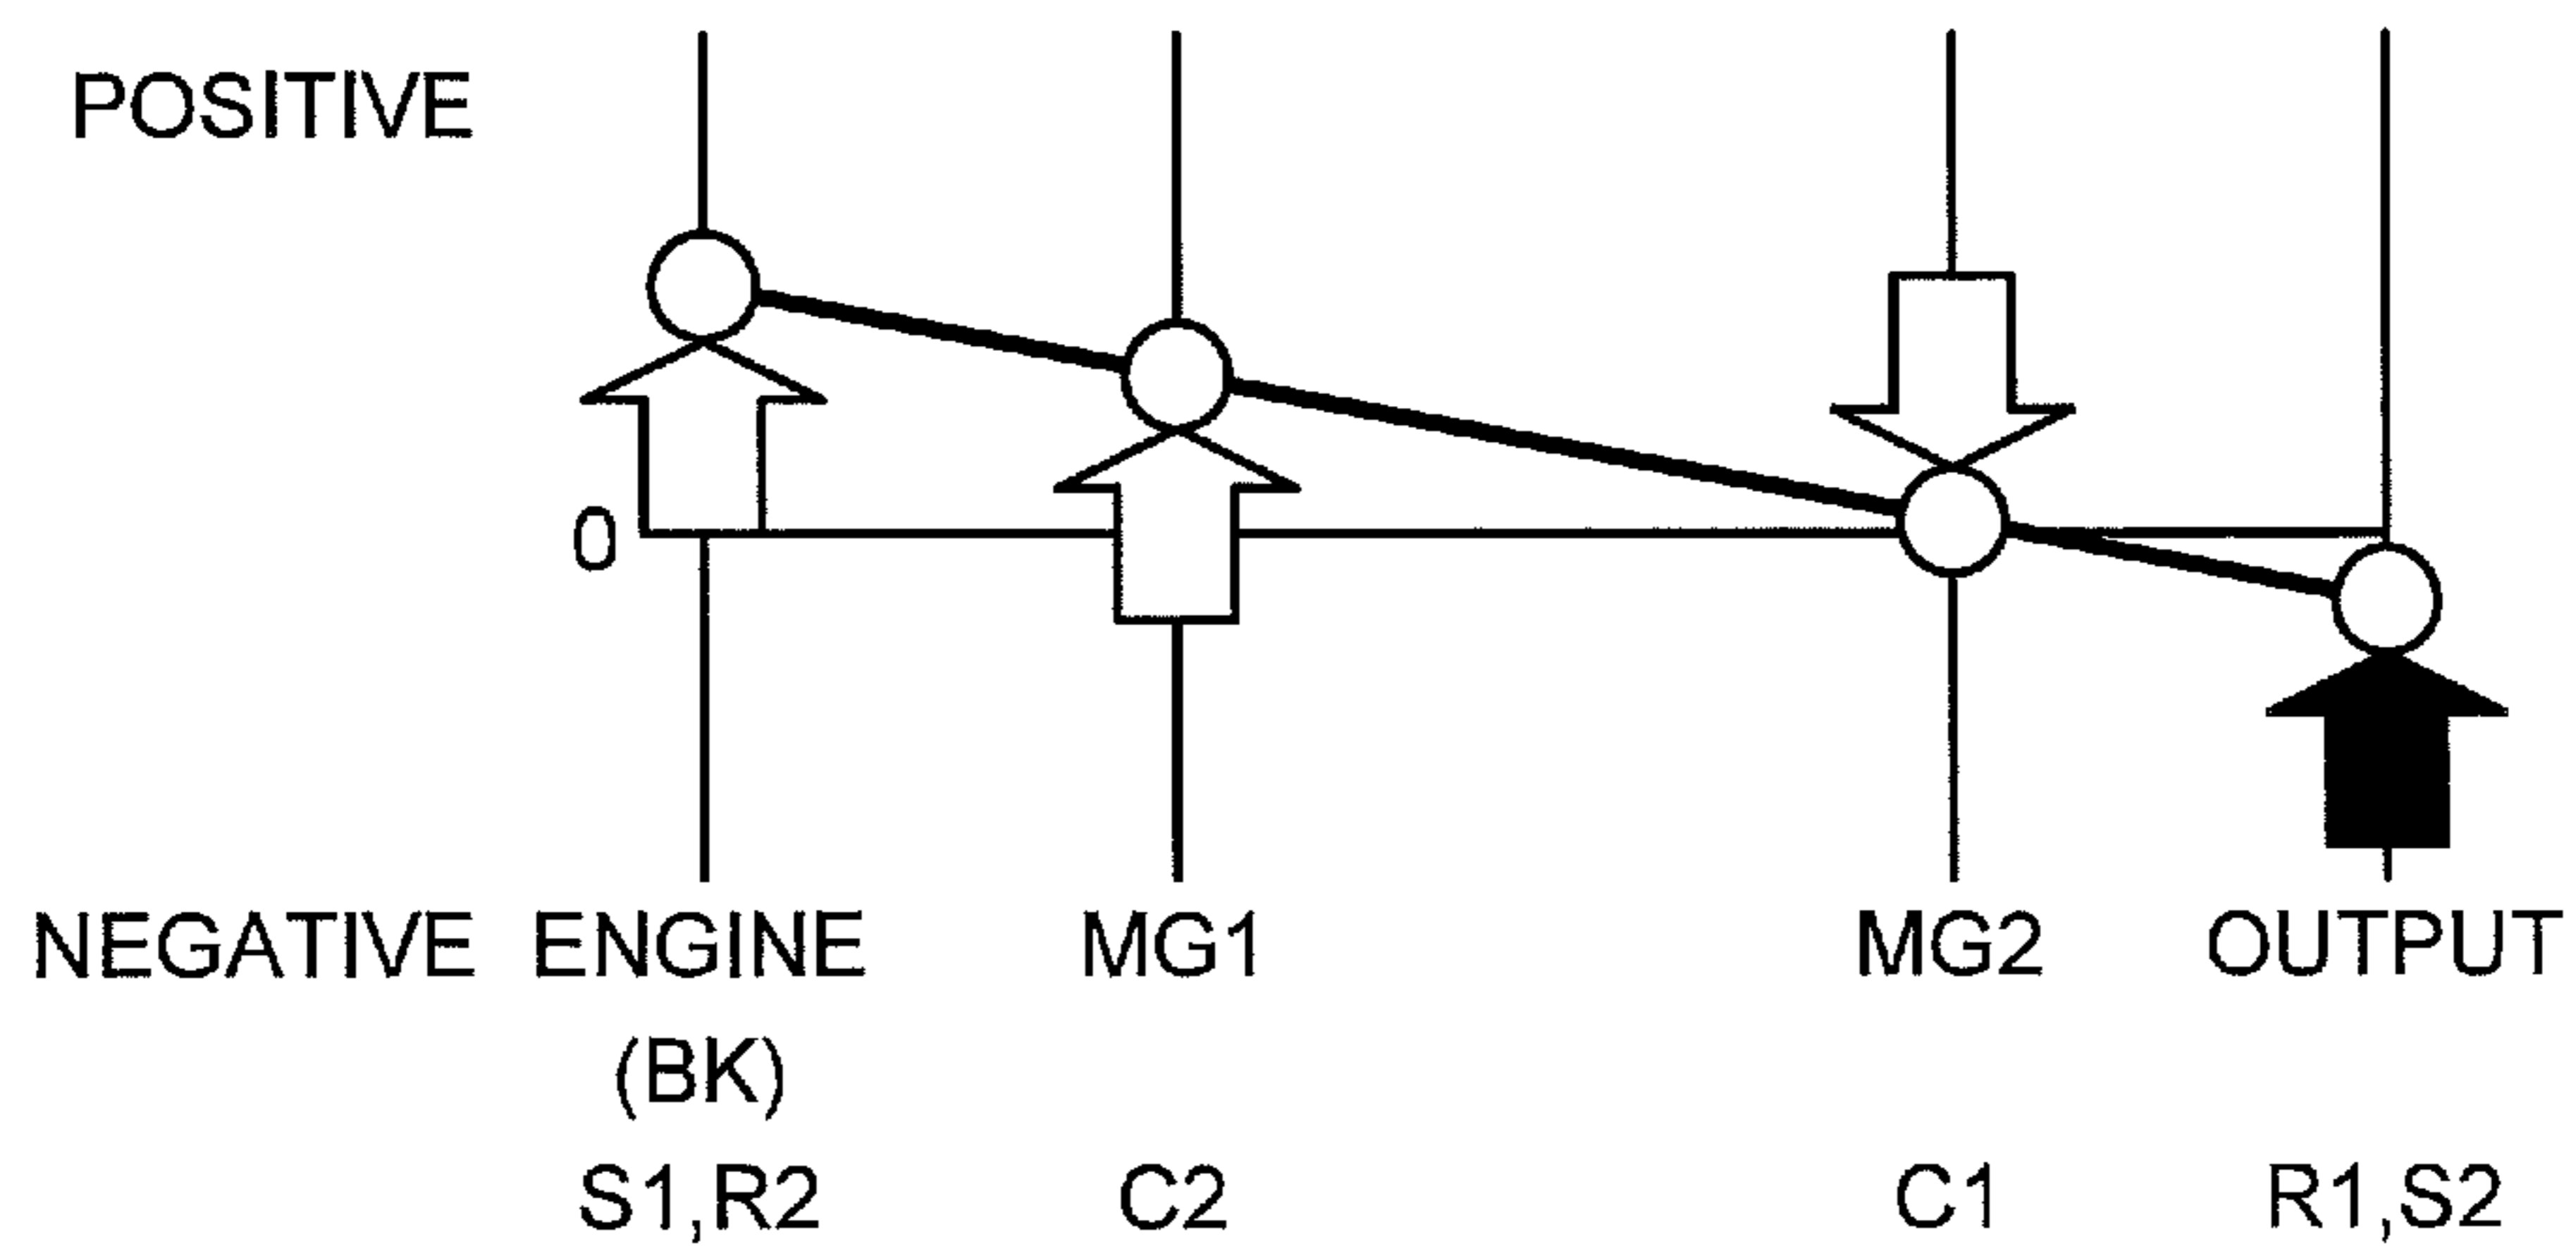 POSITIVE
0
NEGATIVE ENGINE MG1 MG2 OUTPUT
(BK)
S1,R2 C2 C1 R1,S2